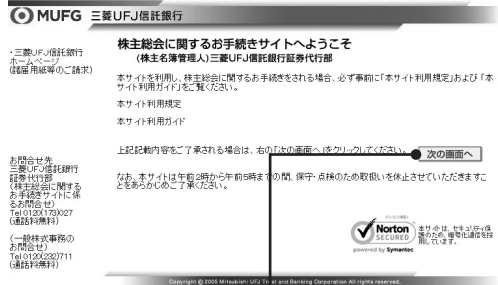 MUFG 三菱UFJ信託銀行
・三菱UFJ信託銀行
ホームページ
(諸届用紙等のご請求)
株主総会に関するお手続きサイトへようこそ
(株主名簿管理人)三菱UFJ信託銀行証券代行部
本サイトを利用し、株主総会に関するお手続きをされる場合、必ず事前に「本サイト利用規定」および「本
サイト利用ガイド」をご覧ください。
本サイト利用規定
本サイト利用ガイド
上記記載内容をご了承される場合は、右の「次の画面へ」をクリックしてください。
次の画面へ
なお、本サイトは午前2時から午前5時までの間、保守・点検のため取扱いを休止させていただきますこ
とをあらかじめご了承ください。
お問合せ先
三菱UFJ信託銀行
証券代行部
(株主総会に関する
お手続きサイトに係
るお問合せ)
Tel 0120(173)027
(通話料無料)
(一般株式事務の
お問合せ)
Tel 0120(232)711
(通話料無料)
Norton
SECURED
powered by Symantec
本サイトは、セキュリティ保
護のため、暗号化通信を採
用しています。
Copyright © 2005 Mitsubishi UFJ Trust and Banking Corporation All rights reserved.